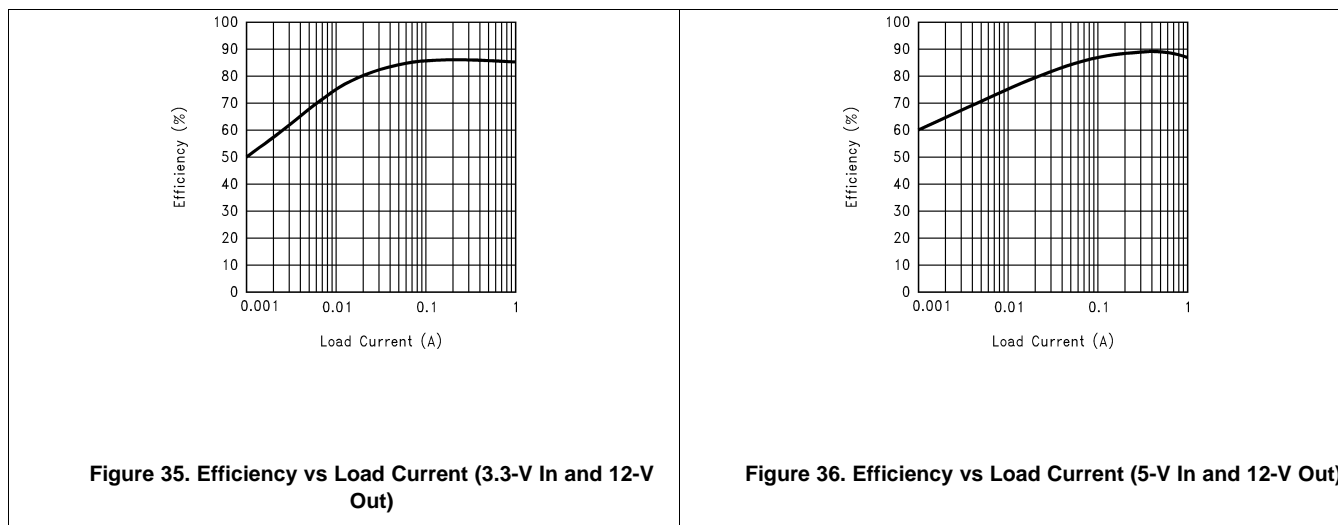 100
90
80
70
60
50
40
30
20
10
0
Efficiency (%)
0.001 0.01 0.1 1
Load Current (A)
Figure 35. Efficiency vs Load Current (3.3-V In and 12-V
Out)
100
90
80
70
60
50
40
30
20
10
0
Efficiency (%)
0.001 0.01 0.1 1
Load Current (A)
Figure 36. Efficiency vs Load Current (5-V In and 12-V Out)